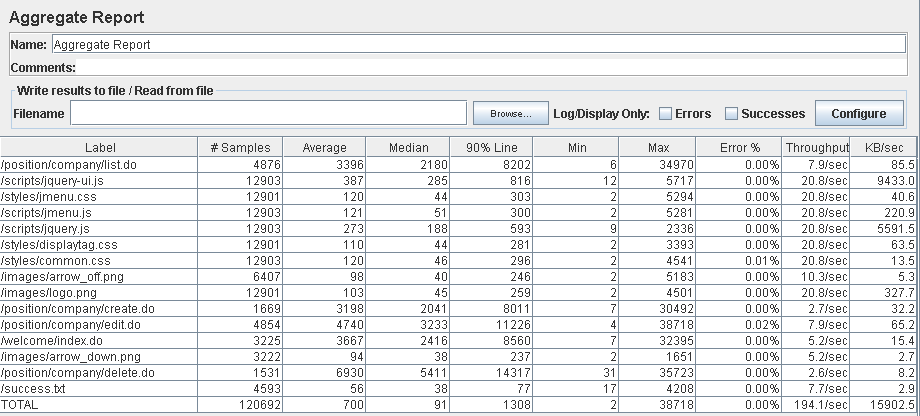 Aggregate Report
Name: Aggregate Report
Comments:
Write results to file / Read from file
Filename Browse... Log/Display Only: Errors Successes Configure
Label # Samples Average Median 90% Line Min Max Error % Throughput KB/sec
/position/company/list.do 4876 3396 2180 8202 6 34970 0.00% 7.9/sec 85.5
/scripts/jquery-ui.js 12903 387 285 816 12 5717 0.00% 20.8/sec 9433.0
/styles/jmenu.css 12901 120 44 303 2 5294 0.00% 20.8/sec 40.6
/scripts/jmenu.js 12903 121 51 300 2 5281 0.00% 20.8/sec 220.9
/scripts/jquery.js 12903 273 188 593 9 2336 0.00% 20.8/sec 5591.5
/styles/displaytag.css 12901 110 44 281 2 3393 0.00% 20.8/sec 63.5
/styles/common.css 12903 120 46 296 2 4541 0.01% 20.8/sec 13.5
/images/arrow_off.png 6407 98 40 246 2 5183 0.00% 10.3/sec 5.3
/images/logo.png 12901 103 45 259 2 4501 0.00% 20.8/sec 327.7
/position/company/create.do 1669 3198 2041 8011 7 30492 0.00% 2.7/sec 32.2
/position/company/edit.do 4854 4740 3233 11226 4 38718 0.02% 7.9/sec 65.2
/welcome/index.do 3225 3667 2416 8560 7 32395 0.00% 5.2/sec 15.4
/images/arrow_down.png 3222 94 38 237 2 1651 0.00% 5.2/sec 2.7
/position/company/delete.do 1531 6930 5411 14317 31 35723 0.00% 2.6/sec 8.2
/success.txt 4593 56 38 77 17 4208 0.00% 7.7/sec 2.9
TOTAL 120692 700 91 1308 2 38718 0.00% 194.1/sec 15902.5